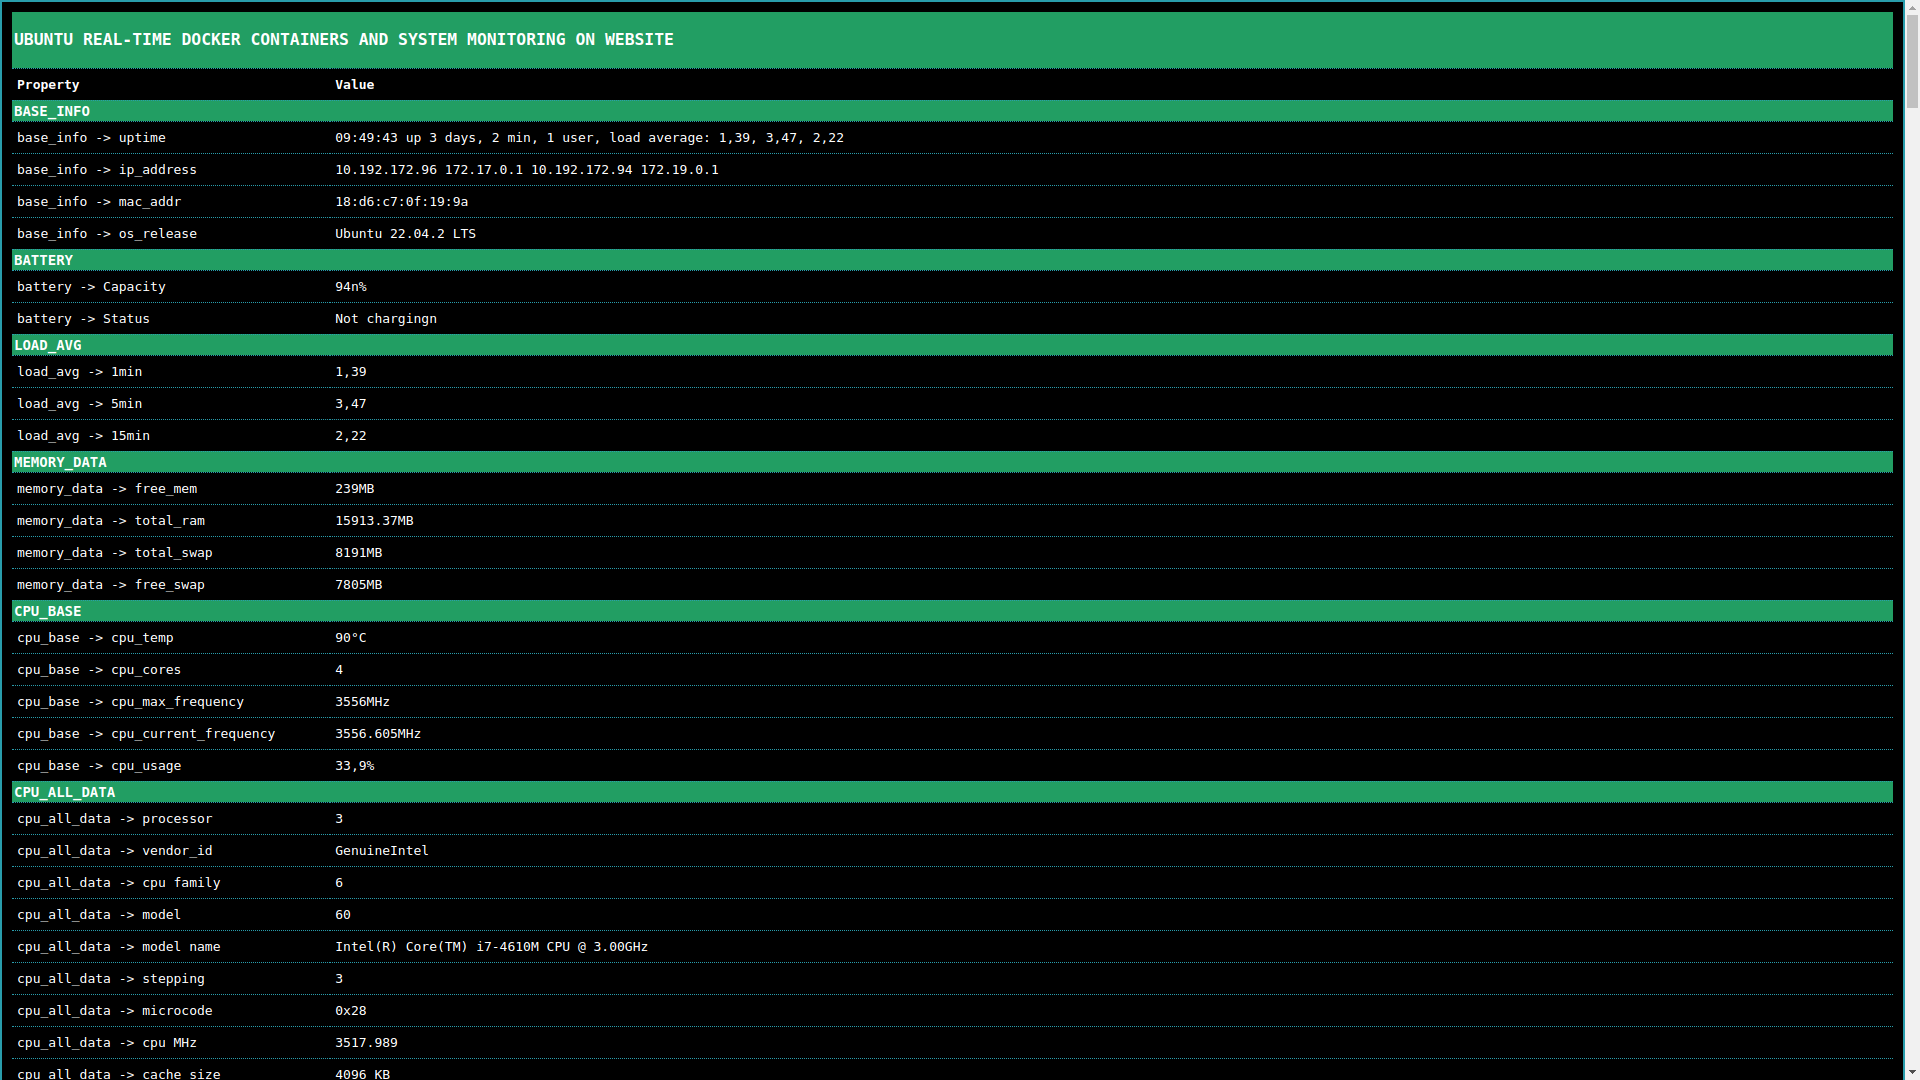 UBUNTU REAL-TIME DOCKER CONTAINERS AND SYSTEM MONITORING ON WEBSITE
Property Value
BASE_INFO
base_info -> uptime 09:49:43 up 3 days, 2 min, 1 user, load average: 1,39, 3,47, 2,22
base_info -> ip_address 10.192.172.96 172.17.0.1 10.192.172.94 172.19.0.1
base_info -> mac_addr 18:d6:c7:0f:19:9a
base_info -> os_release Ubuntu 22.04.2 LTS
BATTERY
battery -> Capacity 94n%
battery -> Status Not chargingn
LOAD_AVG
load_avg -> 1min 1,39
load_avg -> 5min 3,47
load_avg -> 15min 2,22
MEMORY_DATA
memory_data -> free_mem 239MB
memory_data -> total_ram 15913.37MB
memory_data -> total_swap 8191MB
memory_data -> free_swap 7805MB
CPU_BASE
cpu_base -> cpu_temp 90°C
cpu_base -> cpu_cores 4
cpu_base -> cpu_max_frequency 3556MHz
cpu_base -> cpu_current_frequency 3556.605MHz
cpu_base -> cpu_usage 33,9%
CPU_ALL_DATA
cpu_all_data -> processor 3
cpu_all_data -> vendor_id GenuineIntel
cpu_all_data -> cpu family 6
cpu_all_data -> model 60
cpu_all_data -> model name Intel(R) Core(TM) i7-4610M CPU @ 3.00GHz
cpu_all_data -> stepping 3
cpu_all_data -> microcode 0x28
cpu_all_data -> cpu MHz 3517.989
cpu_all_data -> cache size 4096 KB